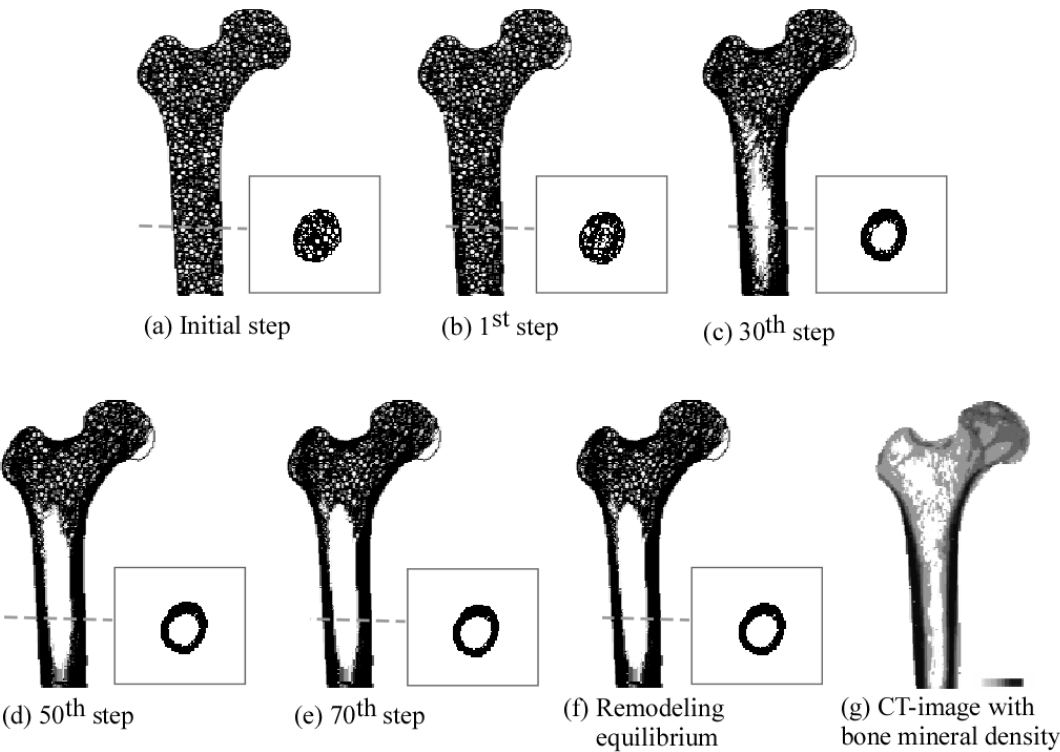 (a) Initial step
(b) 1st step
(c) 30th step
(d) 50th step
(e) 70th step
(f) Remodeling
equilibrium
(g) CT-image with
bone mineral density